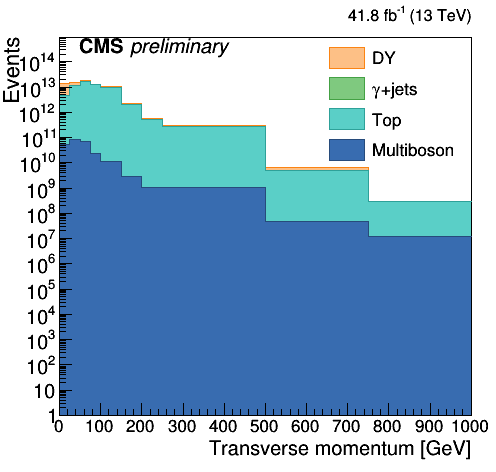 41.8 fb⁻¹ (13 TeV)
CMS preliminary
Events
DY
γ+jets
Top
Multiboson
10¹⁴
10¹³
10¹²
10¹¹
10¹⁰
10⁹
10⁸
10⁷
10⁶
10⁵
10⁴
10³
10²
10
1
0 100 200 300 400 500 600 700 800 900 1000
Transverse momentum [GeV]